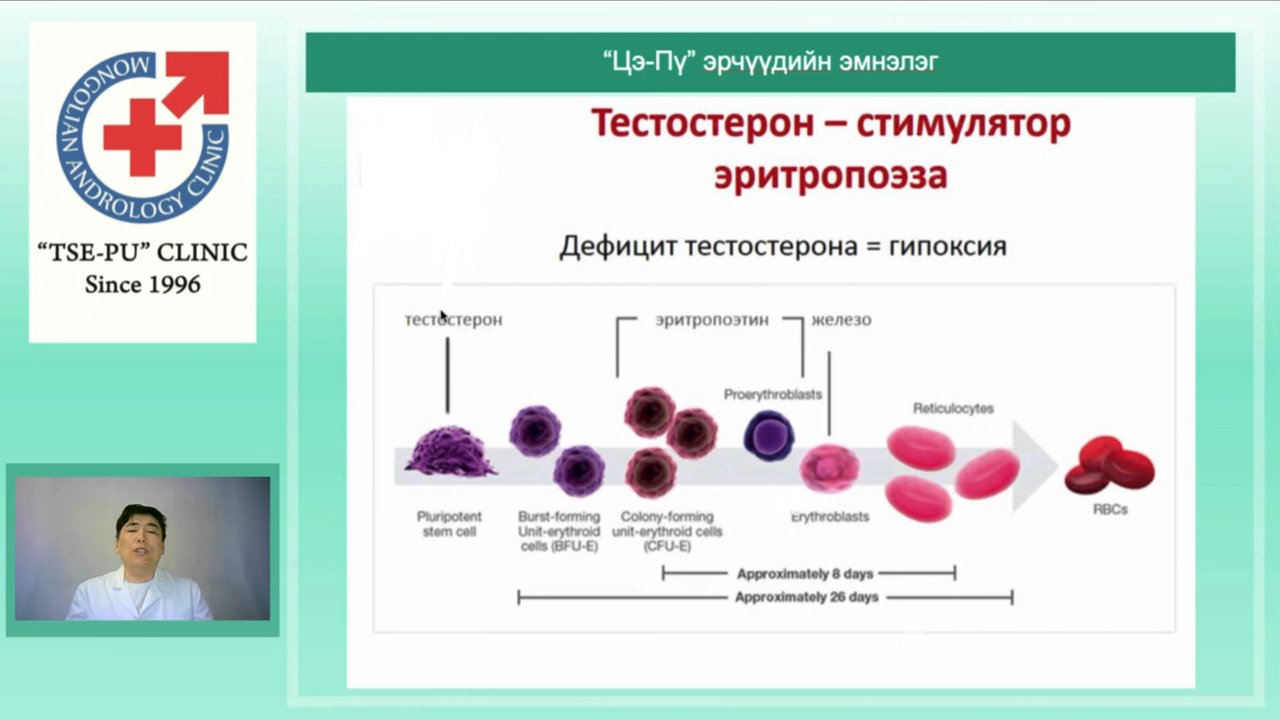 MONGOLIAN ANDROLOGY CLINIC
“TSE-PU” CLINIC
Since 1996
“Цэ-Пү” эрчүүдийн эмнэлэг
Тестостерон – стимулятор
эритропоэза
Дефицит тестостерона = гипоксия
тестостерон
эритропоэтин
железо
Proerythroblasts
Reticulocytes
Pluripotent
stem cell
Burst-forming
Unit-erythroid
cells (BFU-E)
Colony-forming
unit-erythroid cells
(CFU-E)
Erythroblasts
RBCs
Approximately 8 days
Approximately 26 days